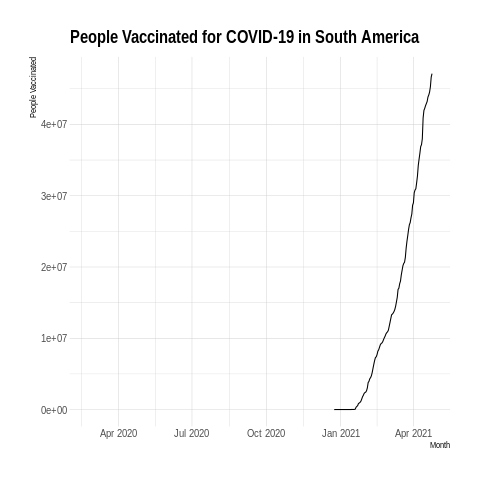 People Vaccinated for COVID-19 in South America
People Vaccinated
4e+07
3e+07
2e+07
1e+07
0e+00
Apr 2020 Jul 2020 Oct 2020 Jan 2021 Apr 2021
Month